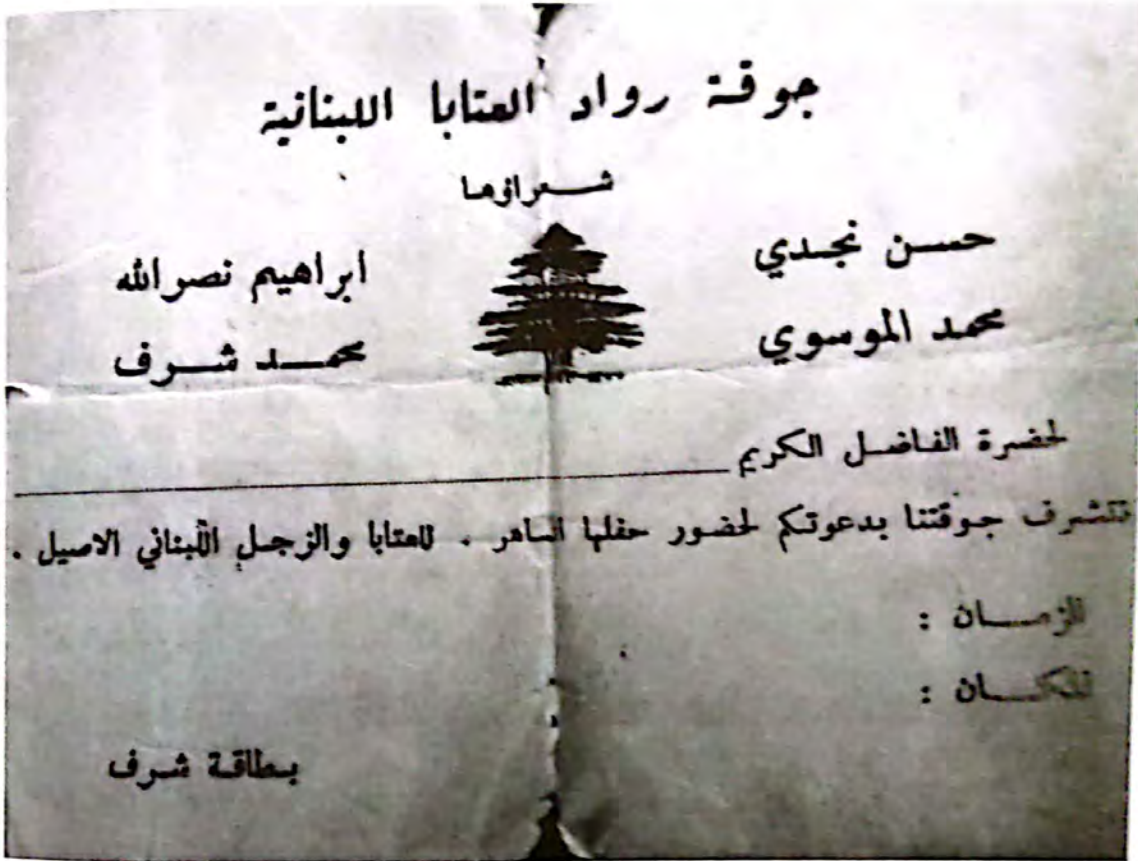 جوقة رواد العتابا اللبنانية
شعراؤها
حسن نجدي ابراهيم نصرالله
محمد الموسوي محمد شرف
لحضرة الفاضل الكريم
تتشرف جوقتنا بدعوتكم لحضور حفلها الساهر . للعتابا والزجل اللبناني الاصيل .
الزمان :
المكان :
بطاقة شرف